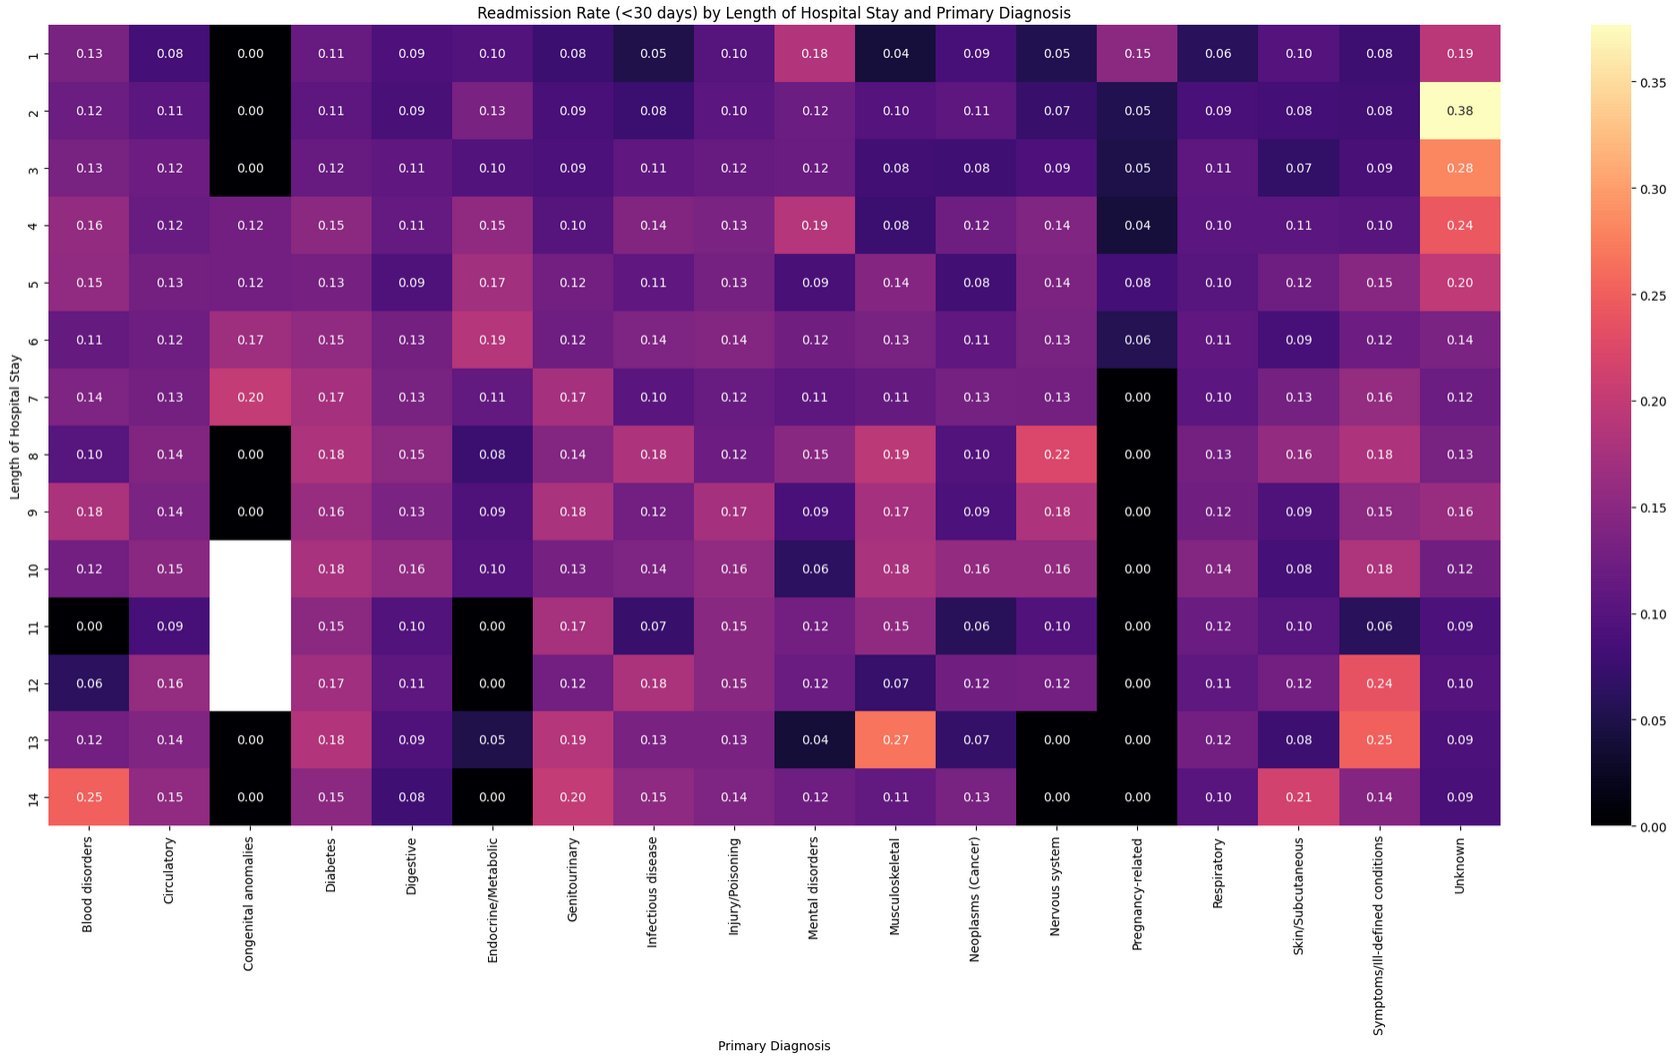 Readmission Rate (<30 days) by Length of Hospital Stay and Primary Diagnosis
Length of Hospital Stay
1 0.13 0.08 0.00 0.11 0.09 0.10 0.08 0.05 0.10 0.18 0.04 0.09 0.05 0.15 0.06 0.10 0.08 0.19
2 0.12 0.11 0.00 0.11 0.09 0.13 0.09 0.08 0.10 0.12 0.10 0.11 0.07 0.05 0.09 0.08 0.08 0.38
3 0.13 0.12 0.00 0.12 0.11 0.10 0.09 0.11 0.12 0.12 0.08 0.08 0.09 0.05 0.11 0.07 0.09 0.28
4 0.16 0.12 0.12 0.15 0.11 0.15 0.10 0.14 0.13 0.19 0.08 0.12 0.14 0.04 0.10 0.11 0.10 0.24
5 0.15 0.13 0.12 0.13 0.09 0.17 0.12 0.11 0.13 0.09 0.14 0.08 0.14 0.08 0.10 0.12 0.15 0.20
6 0.11 0.12 0.17 0.15 0.13 0.19 0.12 0.14 0.14 0.12 0.13 0.11 0.13 0.06 0.11 0.09 0.12 0.14
7 0.14 0.13 0.20 0.17 0.13 0.11 0.17 0.10 0.12 0.11 0.11 0.13 0.13 0.00 0.10 0.13 0.16 0.12
8 0.10 0.14 0.00 0.18 0.15 0.08 0.14 0.18 0.12 0.15 0.19 0.10 0.22 0.00 0.13 0.16 0.18 0.13
9 0.18 0.14 0.00 0.16 0.13 0.09 0.18 0.12 0.17 0.09 0.17 0.09 0.18 0.00 0.12 0.09 0.15 0.16
10 0.12 0.15 0.18 0.16 0.10 0.13 0.14 0.16 0.06 0.18 0.16 0.16 0.00 0.14 0.08 0.18 0.12
11 0.00 0.09 0.15 0.10 0.00 0.17 0.07 0.15 0.12 0.15 0.06 0.10 0.00 0.12 0.10 0.06 0.09
12 0.06 0.16 0.17 0.11 0.00 0.12 0.18 0.15 0.12 0.07 0.12 0.12 0.00 0.11 0.12 0.24 0.10
13 0.12 0.14 0.00 0.18 0.09 0.05 0.19 0.13 0.13 0.04 0.27 0.07 0.00 0.00 0.12 0.08 0.25 0.09
14 0.25 0.15 0.00 0.15 0.08 0.00 0.20 0.15 0.14 0.12 0.11 0.13 0.00 0.00 0.10 0.21 0.14 0.09
Blood disorders
Circulatory
Congenital anomalies
Diabetes
Digestive
Endocrine/Metabolic
Genitourinary
Infectious disease
Injury/Poisoning
Mental disorders
Musculoskeletal
Neoplasms (Cancer)
Nervous system
Pregnancy-related
Respiratory
Skin/Subcutaneous
Symptoms/Ill-defined conditions
Unknown
Primary Diagnosis
0.35
0.30
0.25
0.20
0.15
0.10
0.05
0.00